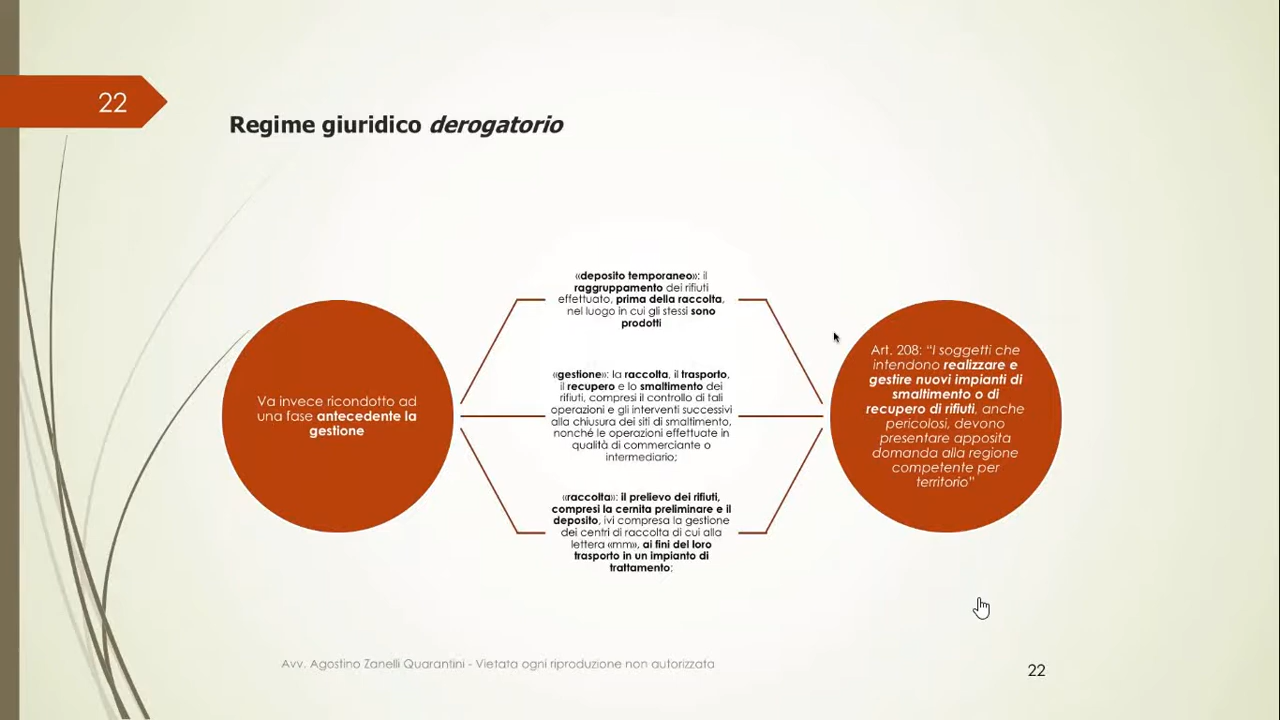 22
Regime giuridico derogatorio
Va invece ricondotto ad
una fase antecedente la
gestione
«deposito temporaneo»: il
raggruppamento dei rifiuti
effettuato, prima della raccolta,
nel luogo in cui gli stessi sono
prodotti
«gestione»: la raccolta, il trasporto,
il recupero e lo smaltimento dei
rifiuti, compresi il controllo di tali
operazioni e gli interventi successivi
alla chiusura dei siti di smaltimento,
nonché le operazioni effettuate in
qualità di commerciante o
intermediario;
«raccolta»: il prelievo dei rifiuti,
compresi la cernita preliminare e il
deposito, ivi compresa la gestione
dei centri di raccolta di cui alla
lettera «mm», ai fini del loro
trasporto in un impianto di
trattamento;
Art. 208: "I soggetti che
intendono realizzare e
gestire nuovi impianti di
smaltimento o di
recupero di rifiuti, anche
pericolosi, devono
presentare apposita
domanda alla regione
competente per
territorio"
Avv. Agostino Zanelli Quarantini - Vietata ogni riproduzione non autorizzata
22